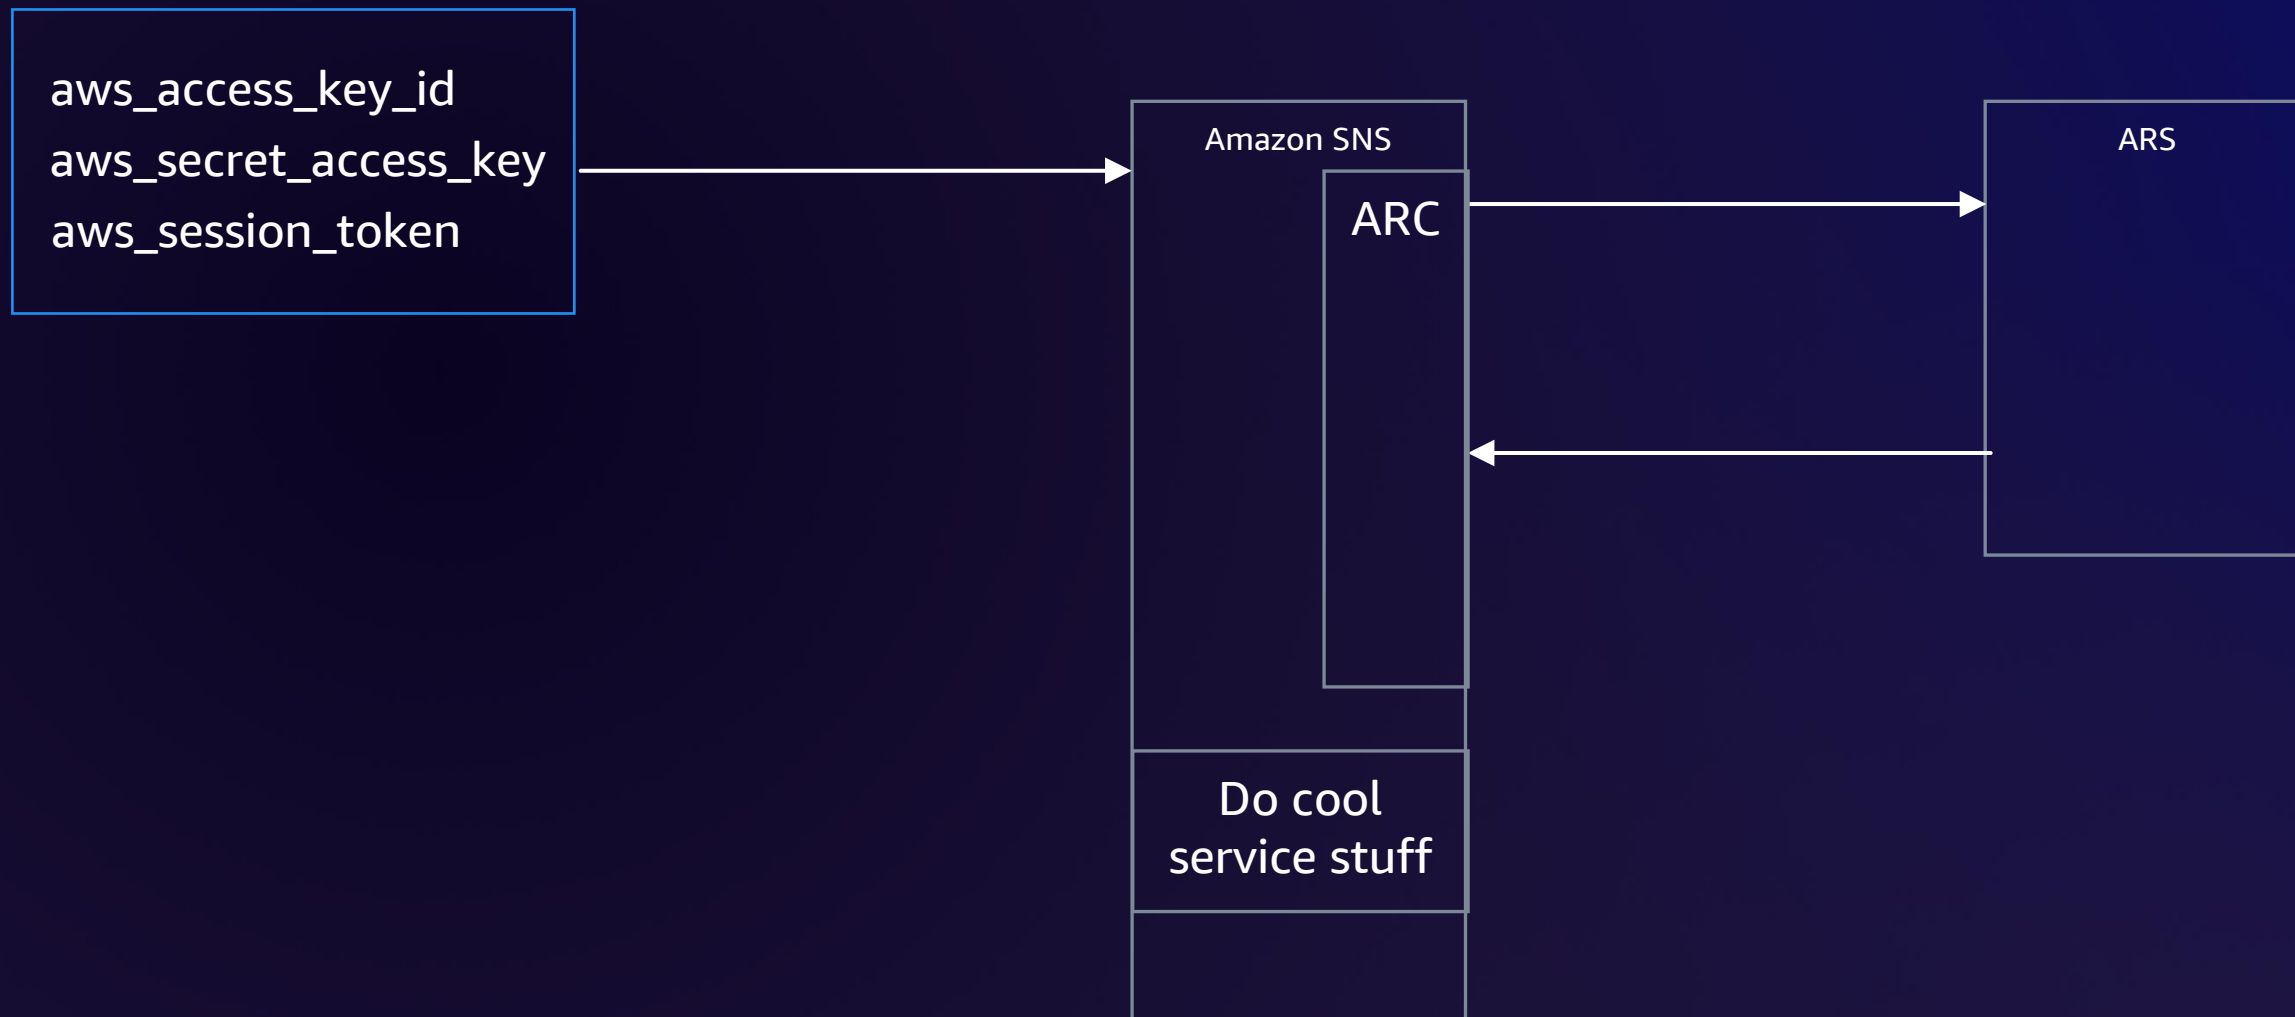 aws_access_key_id
aws_secret_access_key
aws_session_token
Amazon SNS
ARC
ARS
Do cool
service stuff